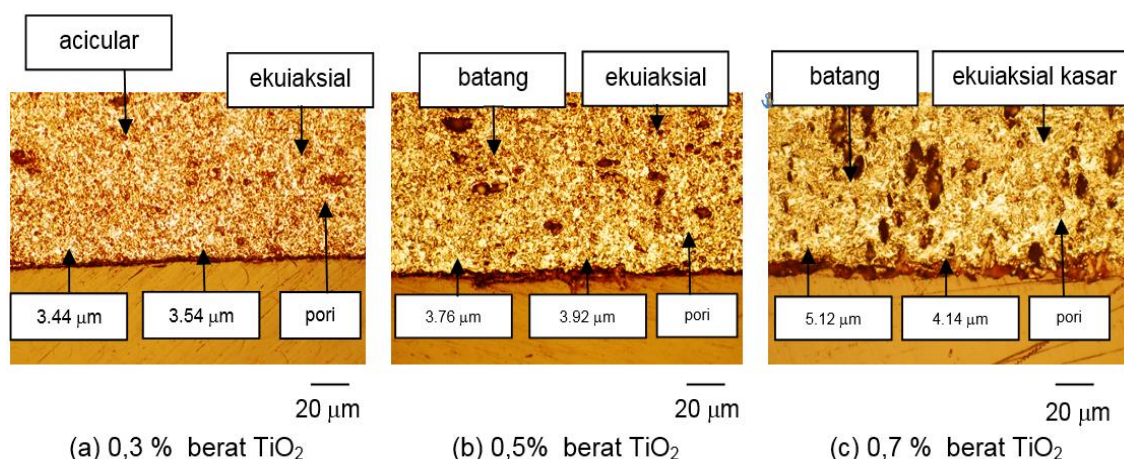 acicular
ekuiaksial
3.44 μm
3.54 μm
pori
20 μm
(a) 0,3 % berat TiO₂
batang
ekuiaksial
3.76 μm
3.92 μm
pori
20 μm
(b) 0,5% berat TiO₂
batang
ekuiaksial kasar
5.12 μm
4.14 μm
pori
20 μm
(c) 0,7 % berat TiO₂